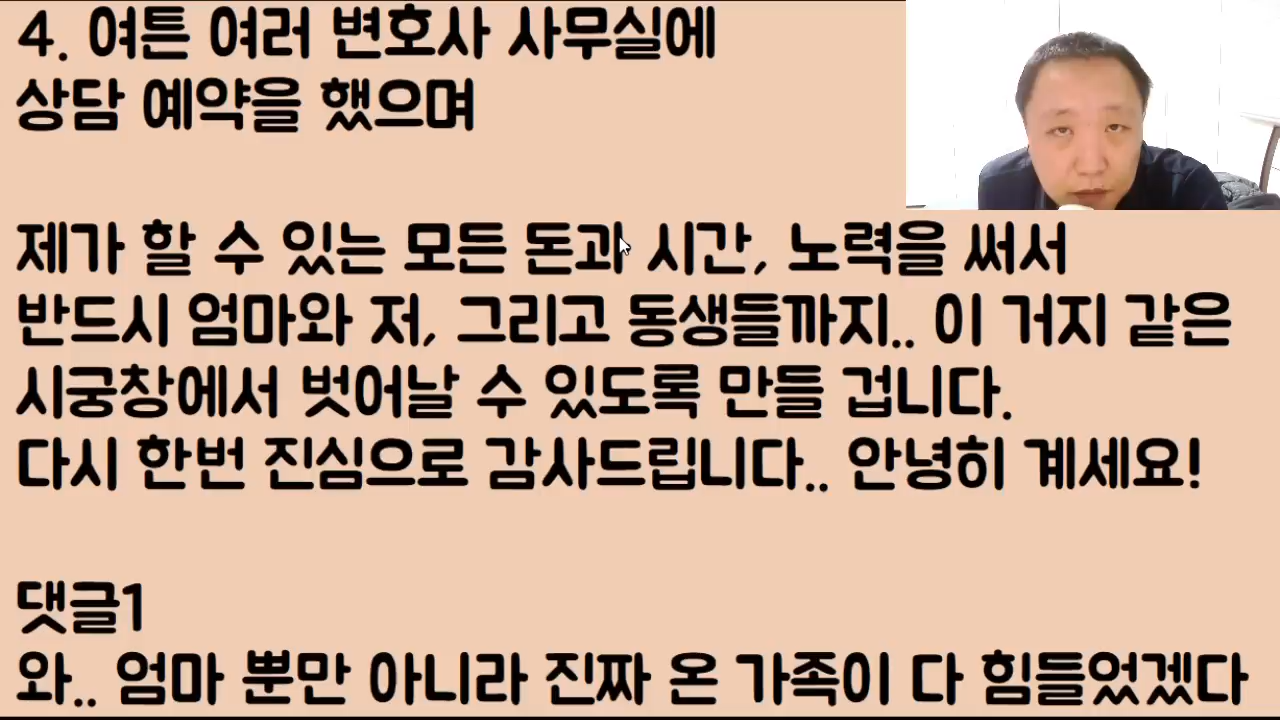 4. 여튼 여러 변호사 사무실에
상담 예약을 했으며
제가 할 수 있는 모든 돈과 시간, 노력을 써서
반드시 엄마와 저, 그리고 동생들까지.. 이 거지 같은
시궁창에서 벗어날 수 있도록 만들 겁니다.
다시 한번 진심으로 감사드립니다.. 안녕히 계세요!
댓글1
와.. 엄마 뿐만 아니라 진짜 온 가족이 다 힘들었겠다